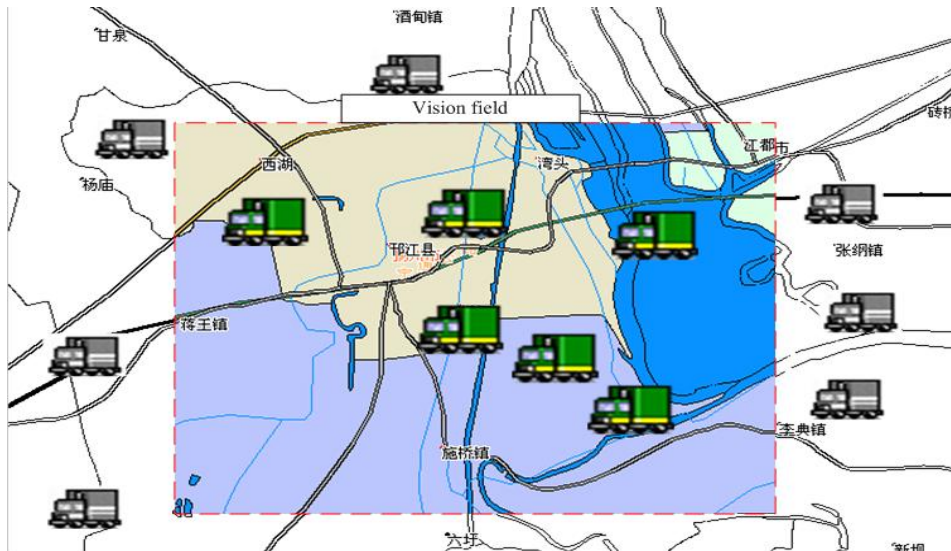 酒甸镇
甘泉
Vision field
砖桥
江都市
西湖
湾头
杨庙
邗江县
张纲镇
蒋王镇
李典镇
施桥镇
六圩
新坝